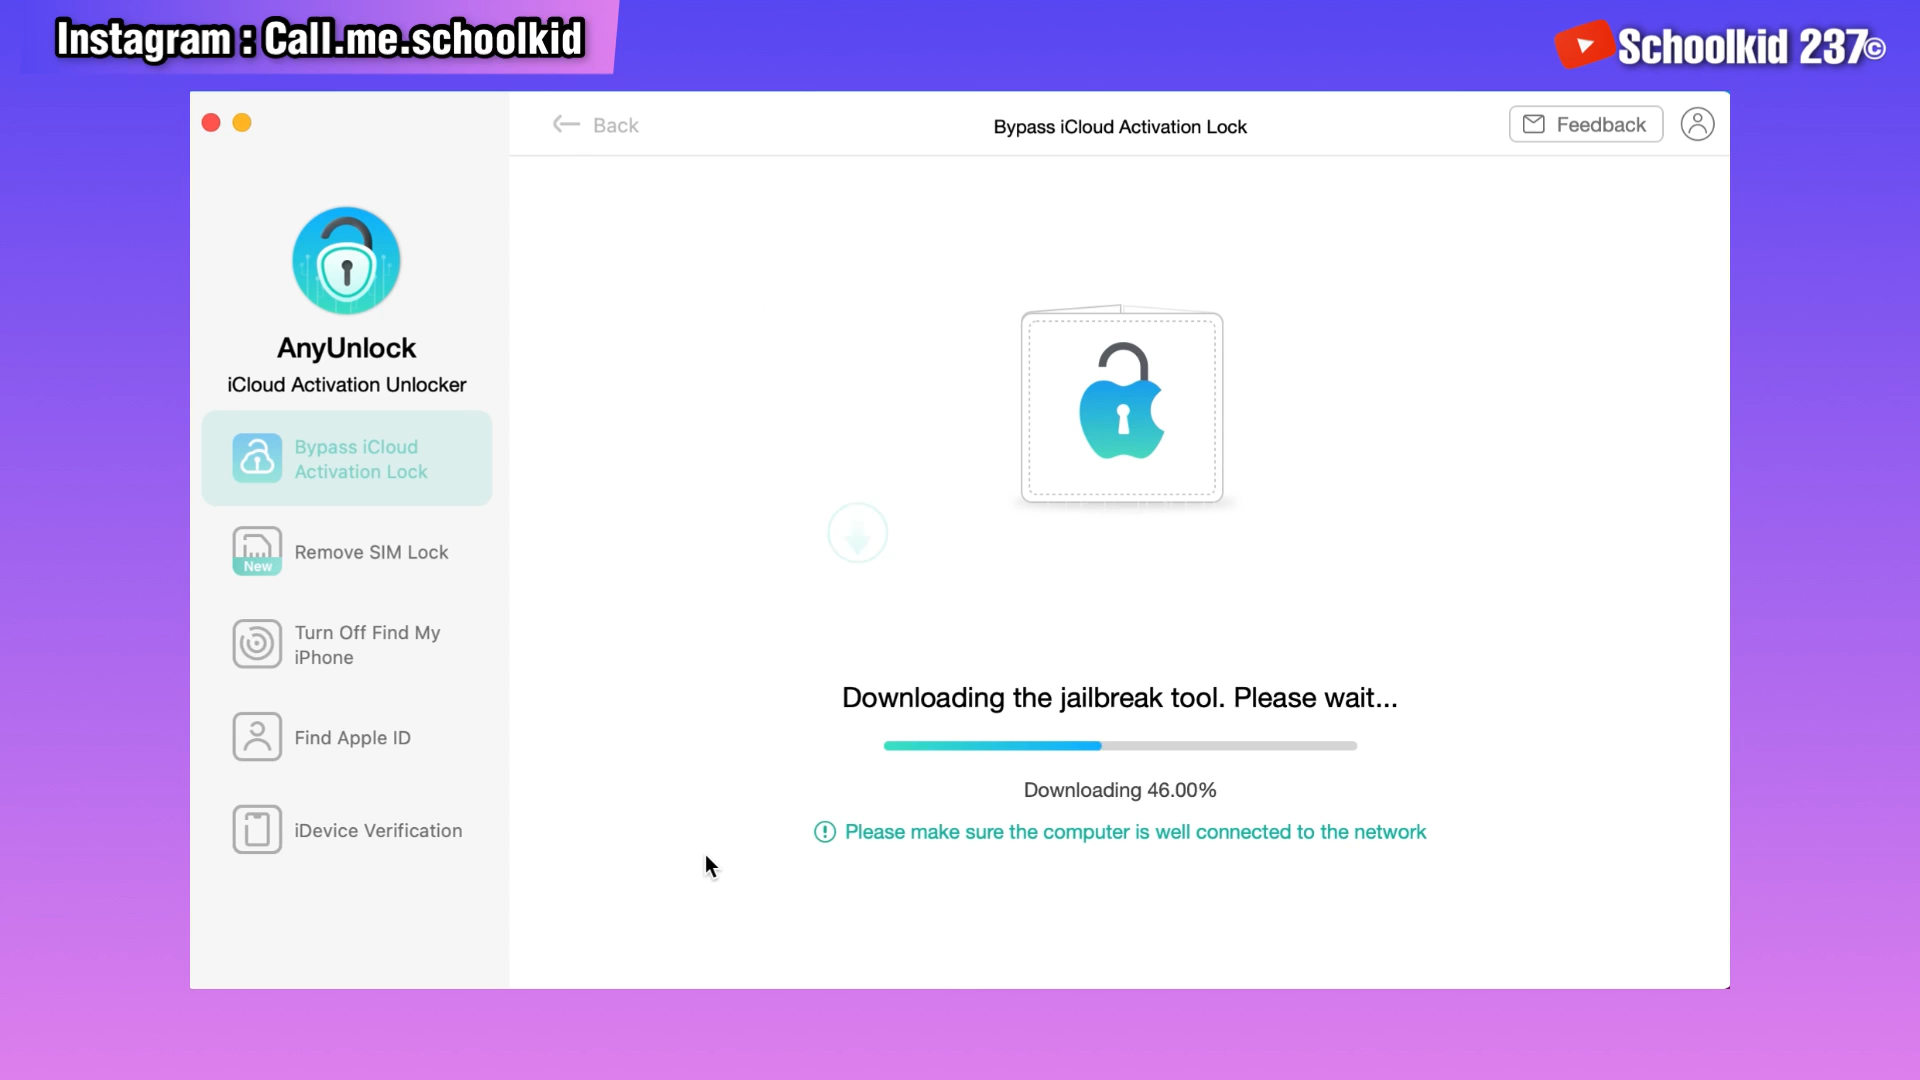 Instagram : Call.me.schoolkid
Schoolkid 237©
Back
Bypass iCloud Activation Lock
Feedback
AnyUnlock
iCloud Activation Unlocker
Bypass iCloud
Activation Lock
New
Remove SIM Lock
Turn Off Find My
iPhone
Find Apple ID
iDevice Verification
Downloading the jailbreak tool. Please wait...
Downloading 46.00%
Please make sure the computer is well connected to the network